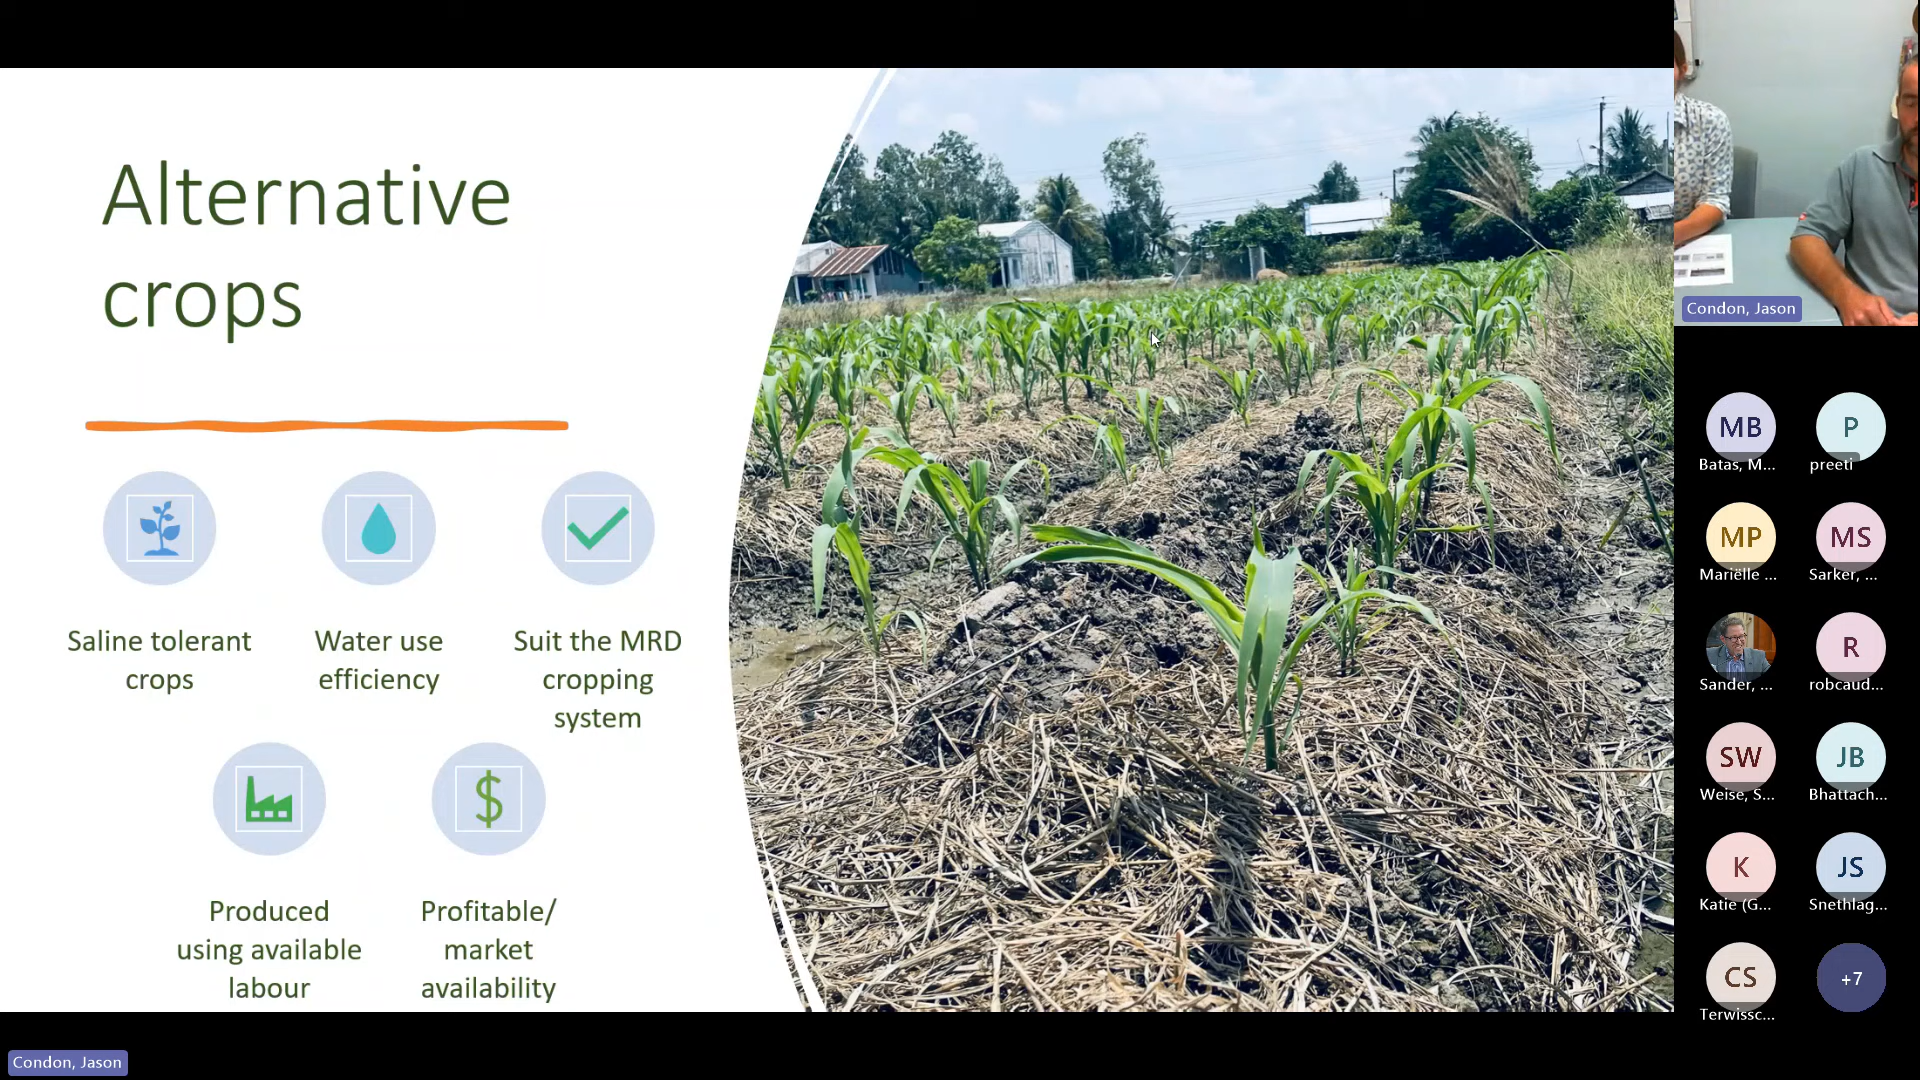 Alternative
crops
Saline tolerant
crops
Water use
efficiency
Suit the MRD
cropping
system
Produced
using available
labour
Profitable/
market
availability
Condon, Jason
MB
Batas, M...
P
preeti
MP
Mariëlle ...
MS
Sarker, ...
Sander, ...
R
robcaud...
SW
Weise, S...
JB
Bhattach...
K
Katie (G...
JS
Snethlag...
CS
Terwissc...
+7
Condon, Jason